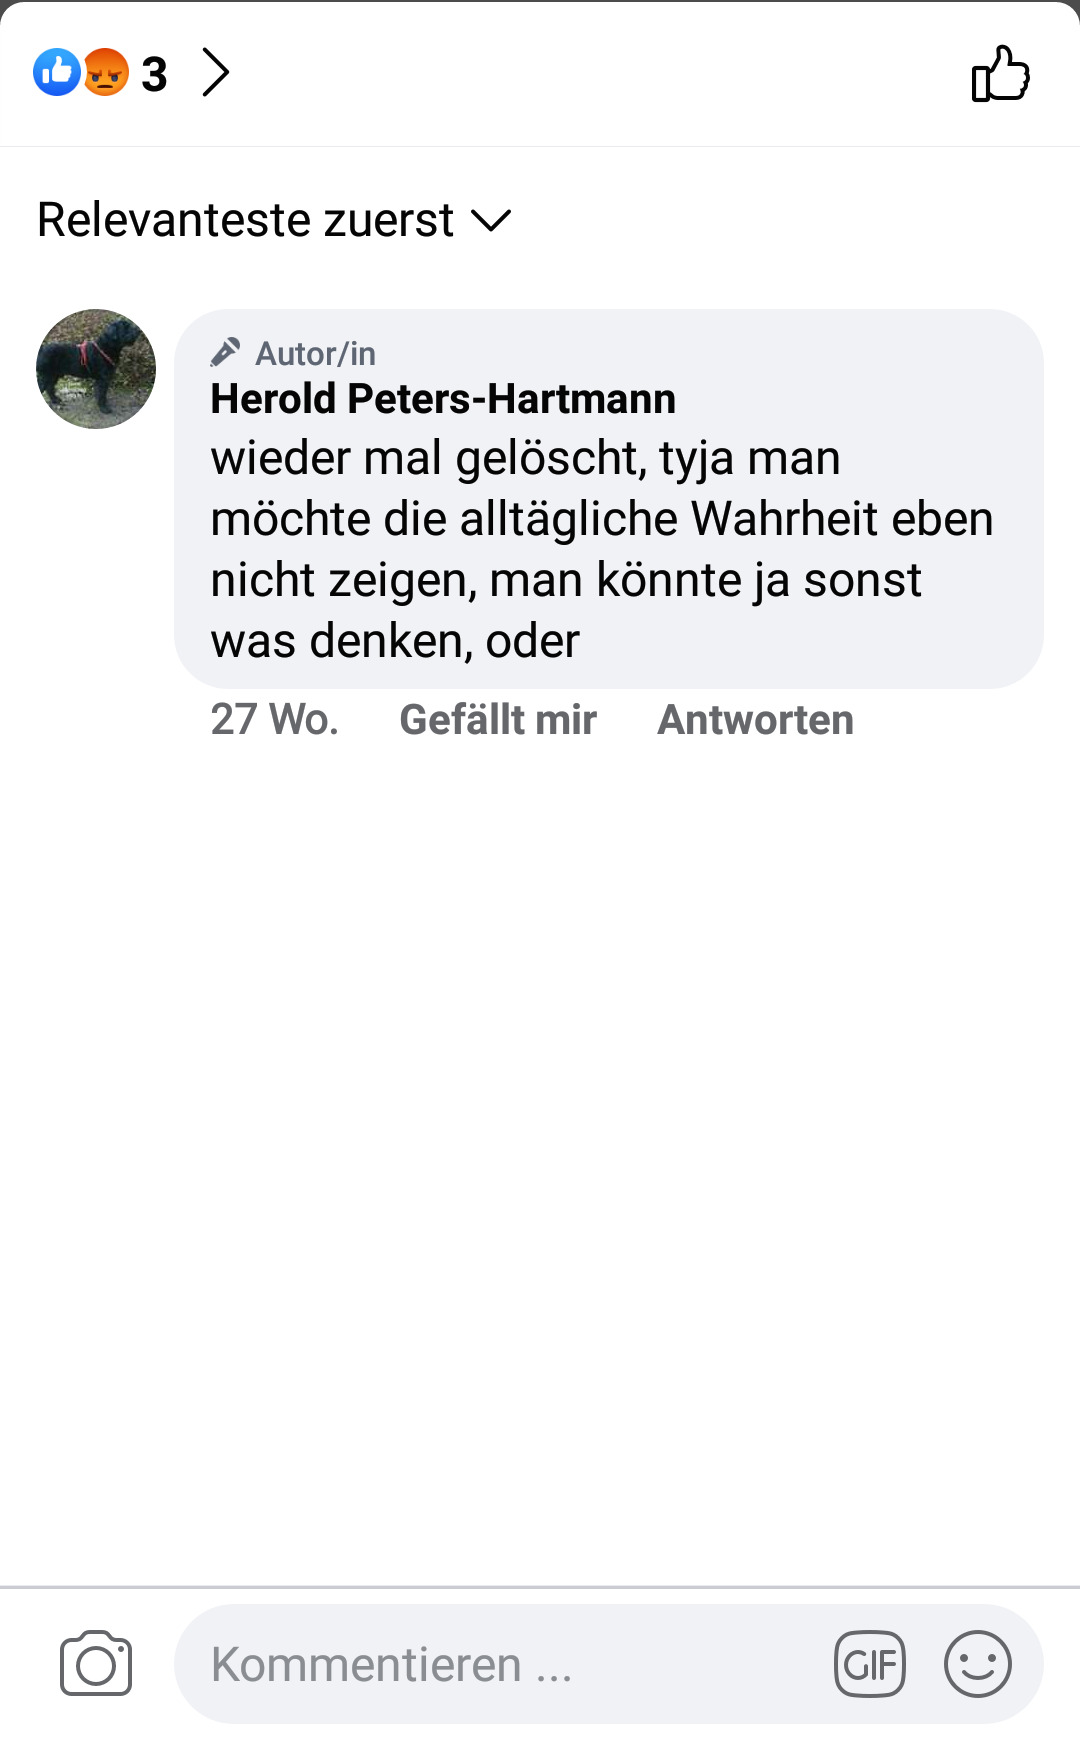 3
Relevanteste zuerst
Autor/in
Herold Peters-Hartmann
wieder mal gelöscht, tyja man
möchte die alltägliche Wahrheit eben
nicht zeigen, man könnte ja sonst
was denken, oder
27 Wo. Gefällt mir Antworten
Kommentieren ... GIF